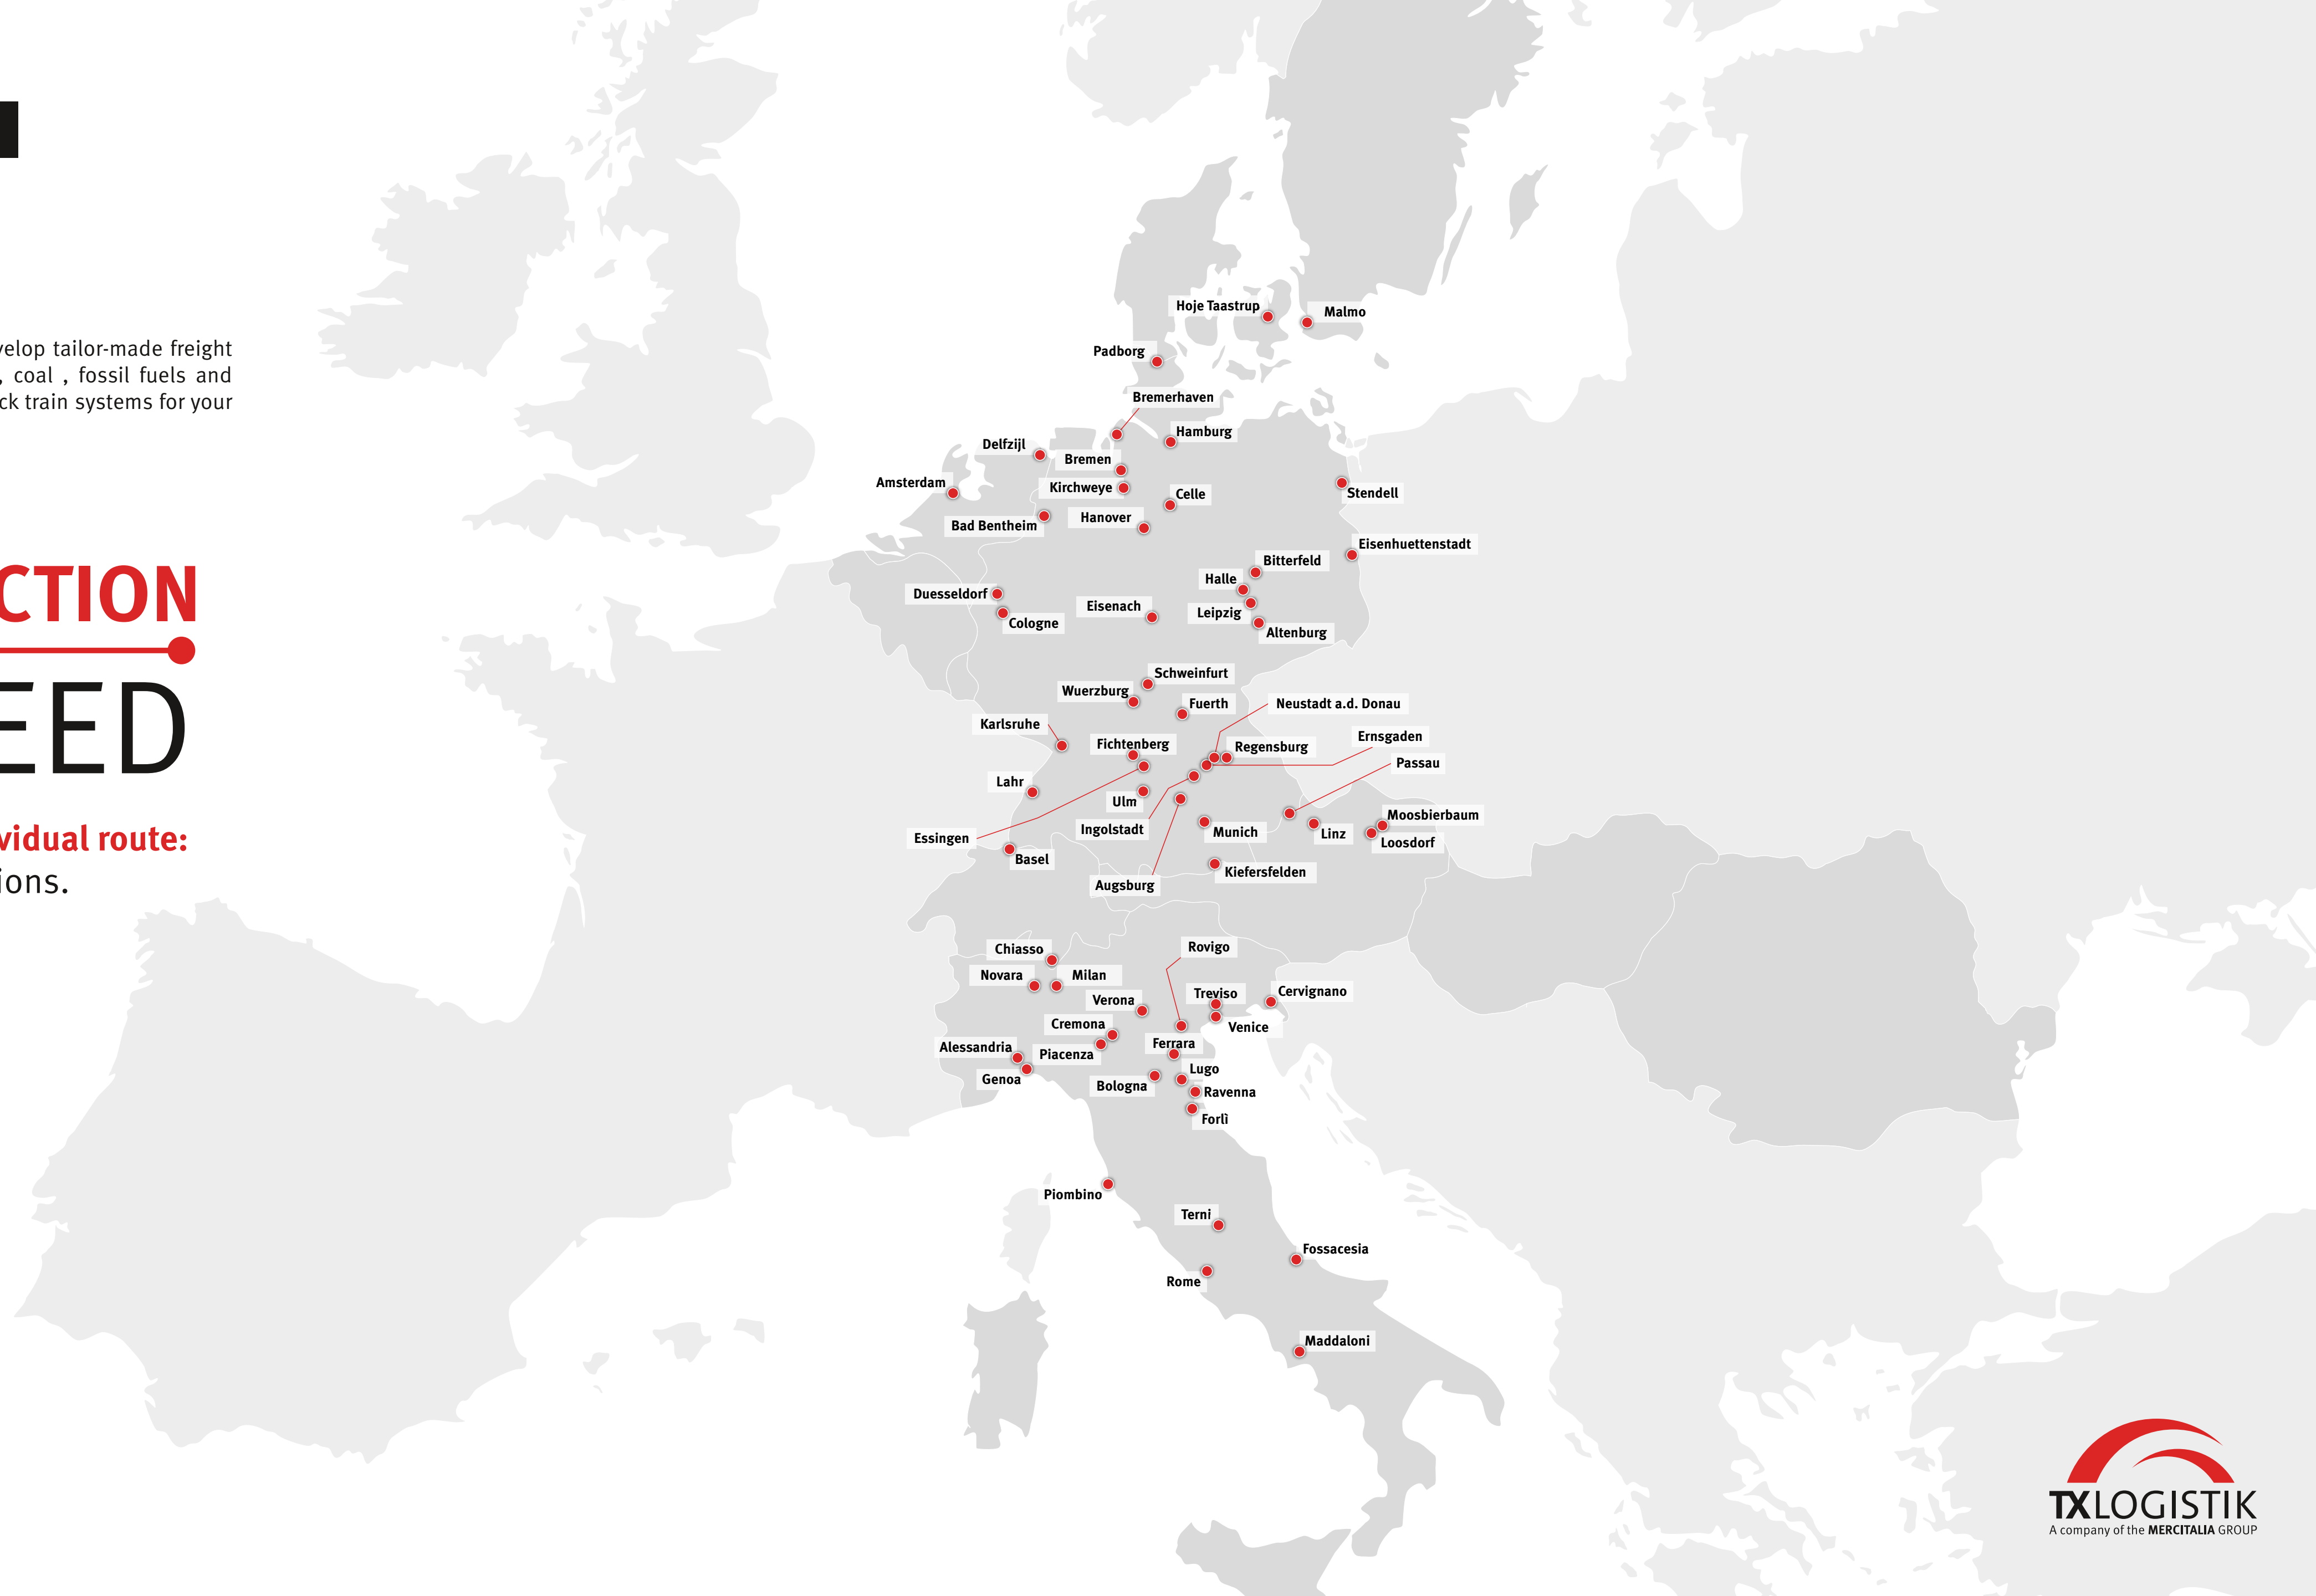 velop tailor-made freight
, coal , fossil fuels and
ck train systems for your
CTION
EED
vidual route:
ions.
Hoje Taastrup
Malmo
Padborg
Bremerhaven
Hamburg
Delfzijl
Bremen
Amsterdam
Kirchweye
Celle
Stendell
Bad Bentheim
Hanover
Eisenhuettenstadt
Bitterfeld
Halle
Duesseldorf
Eisenach
Leipzig
Cologne
Altenburg
Schweinfurt
Wuerzburg
Fuerth
Neustadt a.d. Donau
Karlsruhe
Ernsgaden
Fichtenberg
Regensburg
Passau
Lahr
Ulm
Moosbierbaum
Ingolstadt
Munich
Linz
Essingen
Loosdorf
Basel
Kiefersfelden
Augsburg
Rovigo
Chiasso
Novara
Milan
Treviso
Cervignano
Verona
Cremona
Venice
Ferrara
Alessandria
Piacenza
Lugo
Genoa
Bologna
Ravenna
Forlì
Piombino
Terni
Fossacesia
Rome
Maddaloni
TXLOGISTIK
A company of the MERCITALIA GROUP